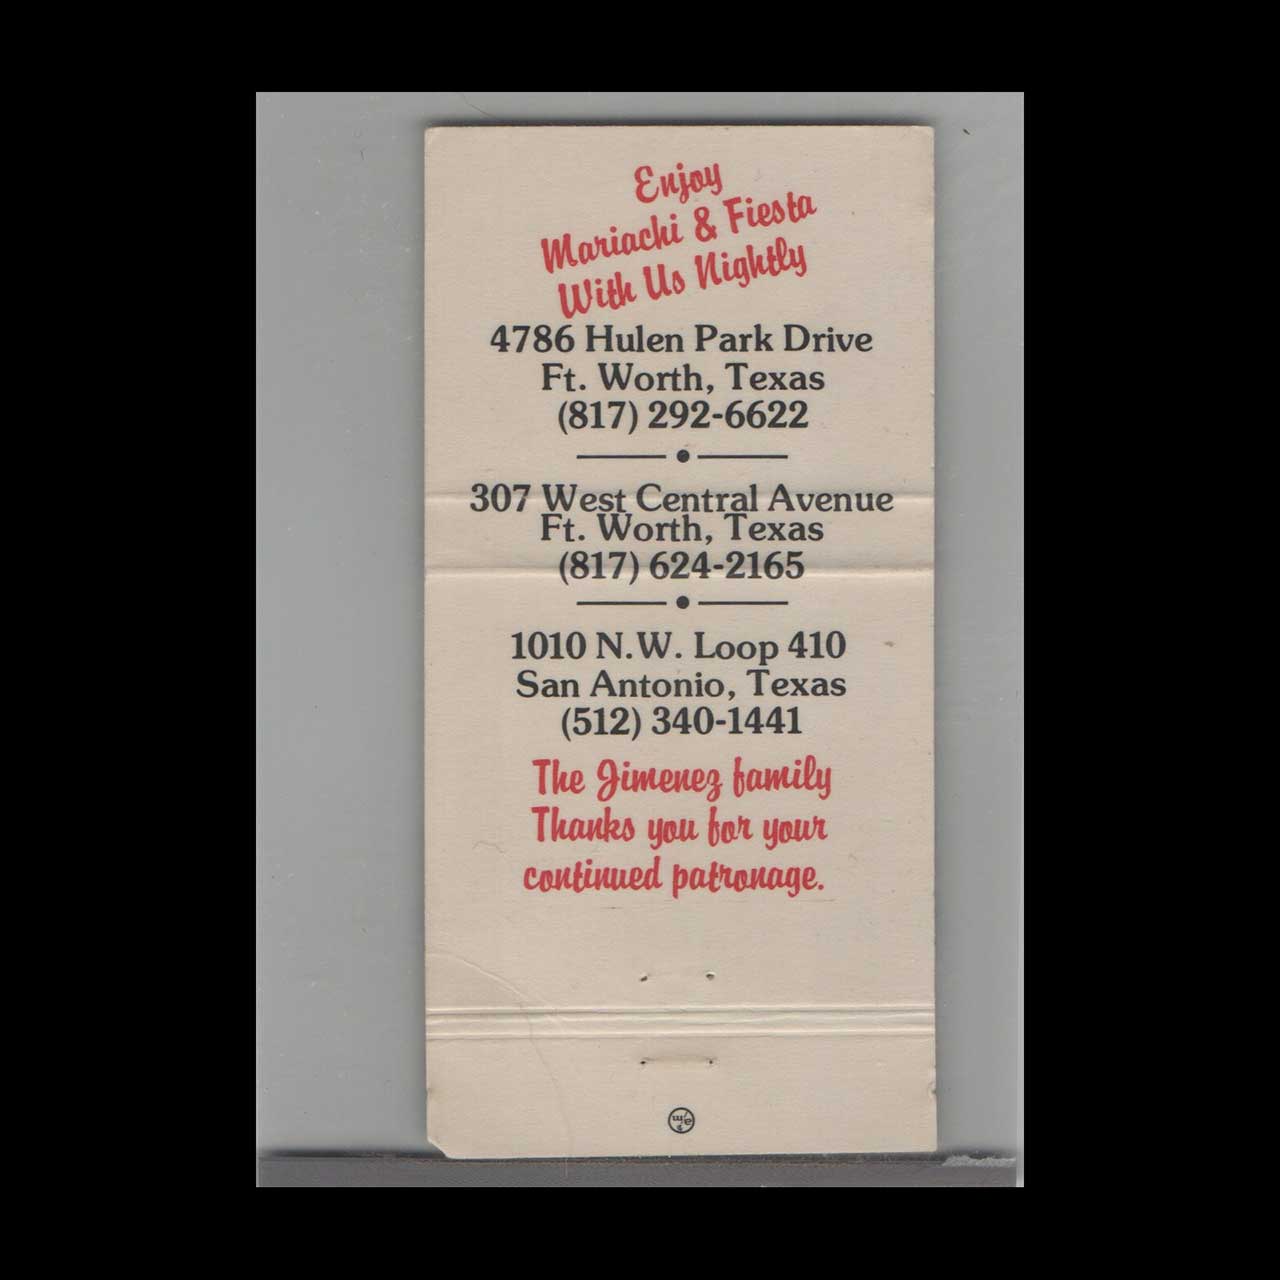 Enjoy
Mariachi & Fiesta
With Us Nightly
4786 Hulen Park Drive
Ft. Worth, Texas
(817) 292-6622
307 West Central Avenue
Ft. Worth, Texas
(817) 624-2165
1010 N.W. Loop 410
San Antonio, Texas
(512) 340-1441
The Jimenez family
Thanks you for your
continued patronage.